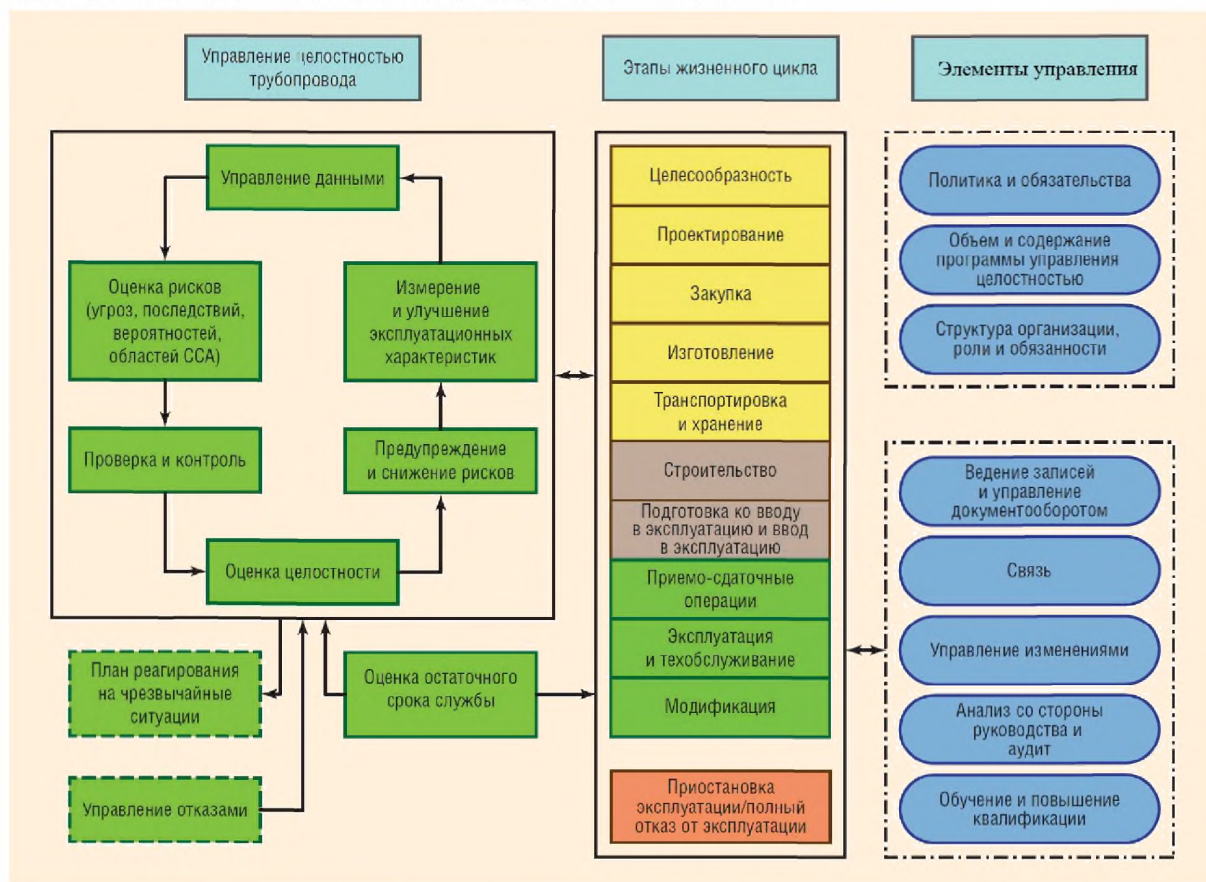 Управление целостностью
трубопровода
Этапы жизненного цикла
Элементы управления
Управление данными
Оценка рисков
(угроз, последствий,
вероятностей,
областей ССА)
Измерение
и улучшение
эксплуатационных
характеристик
Проверка и контроль
Предупреждение
и снижение рисков
Оценка целостности
План реагирования
на чрезвычайные
ситуации
Оценка остаточного
срока службы
Управление отказами
Целесообразность
Проектирование
Закупка
Изготовление
Транспортировка
и хранение
Строительство
Подготовка ко вводу
в эксплуатацию и ввод
в эксплуатацию
Приемо-сдаточные
операции
Эксплуатация
и техобслуживание
Модификация
Приостановка
эксплуатации/полный
отказ от эксплуатации
Политика и обязательства
Объем и содержание
программы управления
целостностью
Структура организации,
роли и обязанности
Ведение записей
и управление
документооборотом
Связь
Управление изменениями
Анализ со стороны
руководства и
аудит
Обучение и повышение
квалификации